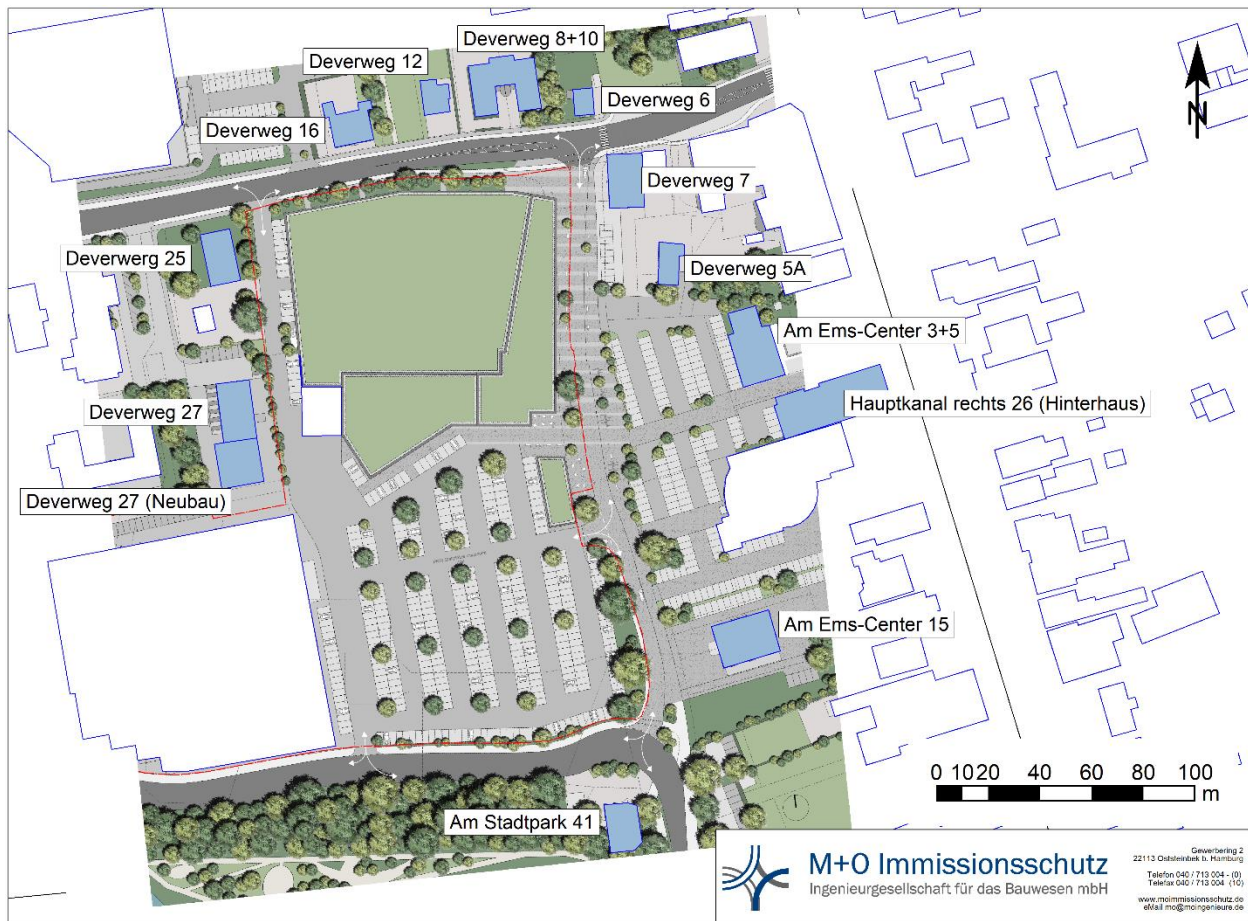 Deverweg 8+10
Deverweg 12
Deverweg 6
Deverweg 16
N
Deverweg 7
Deverwerg 25
Deverweg 5A
Am Ems-Center 3+5
Deverweg 27
Hauptkanal rechts 26 (Hinterhaus)
Deverweg 27 (Neubau)
Am Ems-Center 15
0 10 20 40 60 80 100
m
Am Stadtpark 41
M+O Immissionsschutz
Ingenieurgesellschaft für das Bauwesen mbH
Gewerbering 2
22113 Oststeinbek b. Hamburg
Telefon 040 / 713 004 - (0)
Telefax 040 / 713 004 (10)
www.moimmissionsschutz.de
eMail mo@moingenieure.de